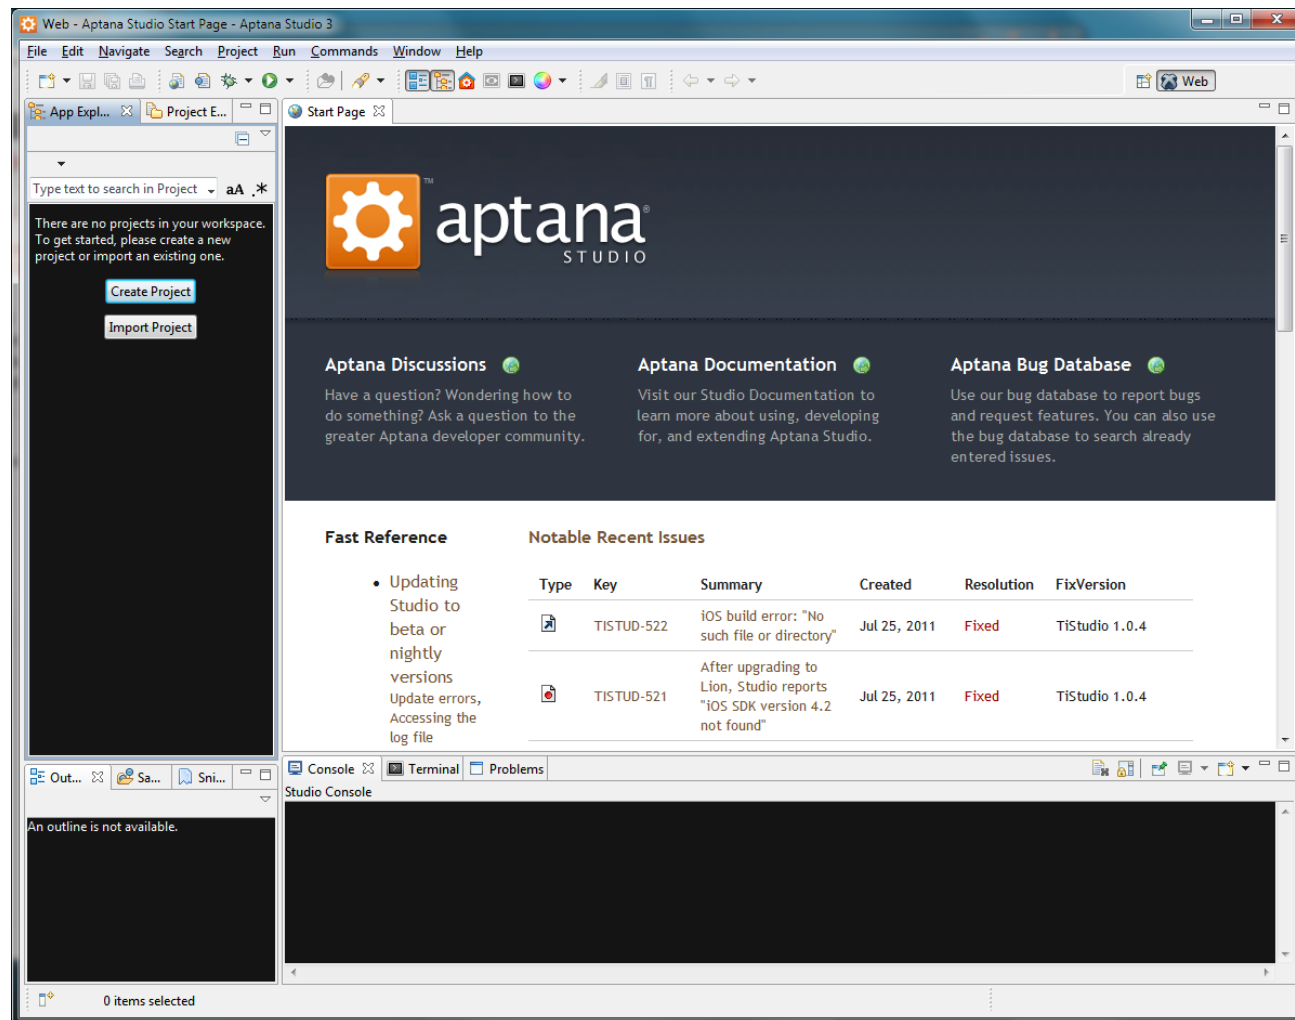 Web - Aptana Studio Start Page - Aptana Studio 3
File Edit Navigate Search Project Run Commands Window Help
Web
App Expl... Project E...
Start Page
Type text to search in Project aA .*
There are no projects in your workspace.
To get started, please create a new
project or import an existing one.
Create Project
Import Project
™
aptana®
STUDIO
Aptana Discussions
Have a question? Wondering how to
do something? Ask a question to the
greater Aptana developer community.
Aptana Documentation
Visit our Studio Documentation to
learn more about using, developing
for, and extending Aptana Studio.
Aptana Bug Database
Use our bug database to report bugs
and request features. You can also use
the bug database to search already
entered issues.
Fast Reference
• Updating
Studio to
beta or
nightly
versions
Update errors,
Accessing the
log file
Notable Recent Issues
Type Key Summary Created Resolution FixVersion
TISTUD-522 iOS build error: "No
such file or directory" Jul 25, 2011 Fixed TiStudio 1.0.4
TISTUD-521 After upgrading to
Lion, Studio reports
"iOS SDK version 4.2
not found" Jul 25, 2011 Fixed TiStudio 1.0.4
Out... Sa... Sni...
An outline is not available.
Console Terminal Problems
Studio Console
0 items selected